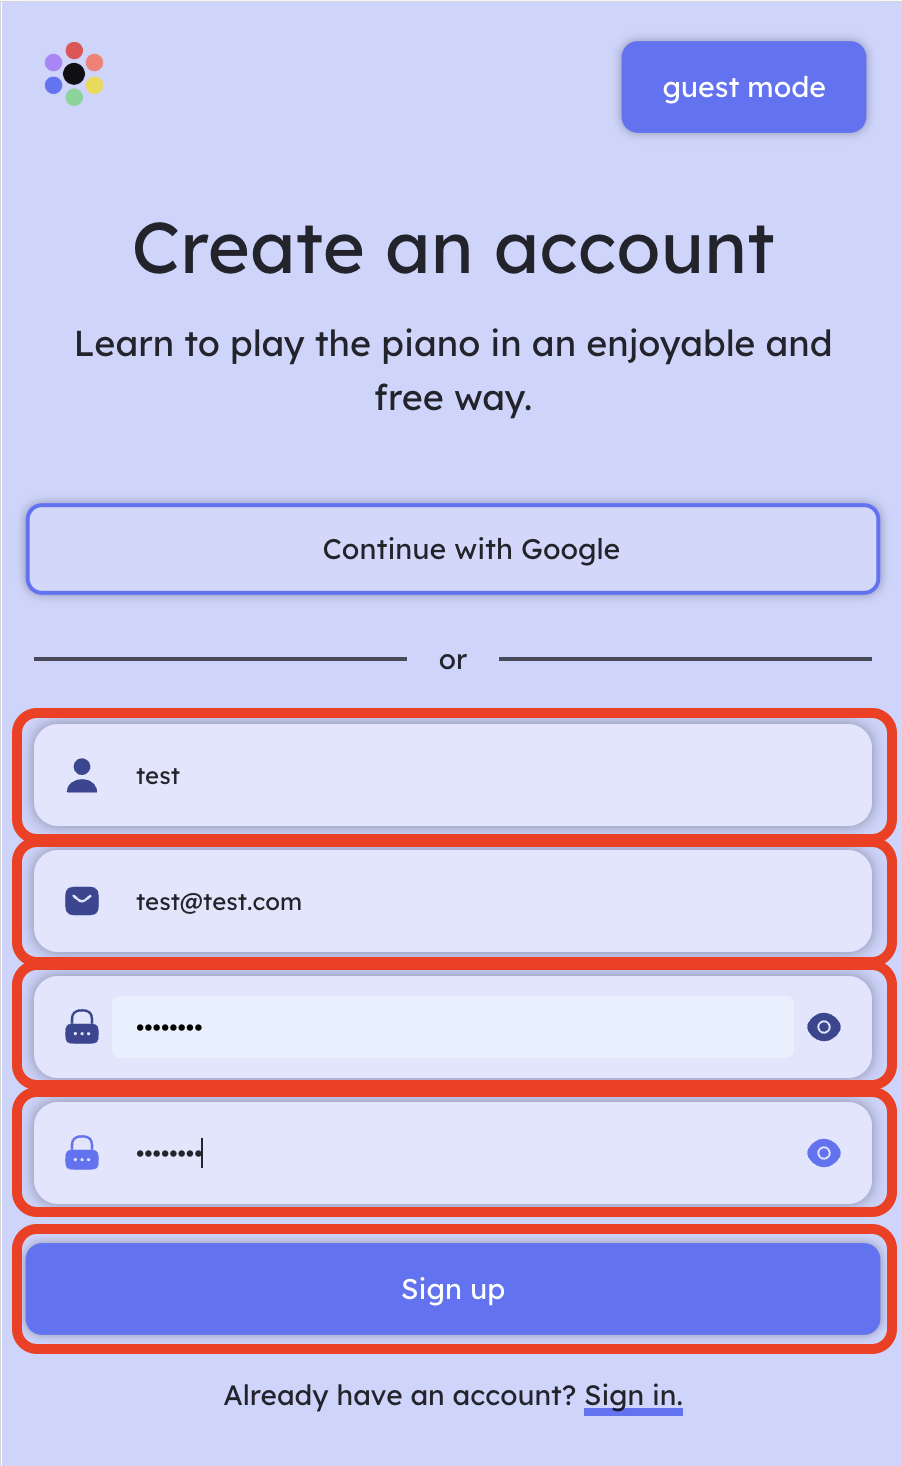 guest mode
Create an account
Learn to play the piano in an enjoyable and
free way.
Continue with Google
or
test
test@test.com
••••••••
••••••••
Sign up
Already have an account? Sign in.